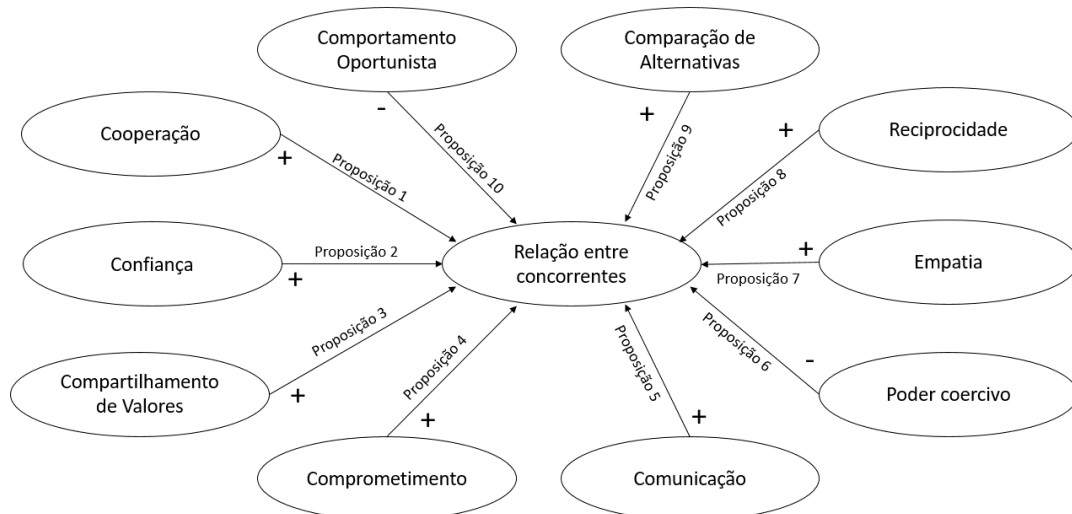 Comportamento
Oportunista
Comparação de
Alternativas
Cooperação
Reciprocidade
-
+
+
+
Proposição 1
Proposição 10
Proposição 9
Proposição 8
Confiança
Proposição 2
+
Relação entre
concorrentes
+
Proposição 7
Empatia
Compartilhamento
de Valores
+
Proposição 3
Proposição 4
+
Proposição 5
+
Proposição 6
-
Poder coercivo
Comprometimento
Comunicação